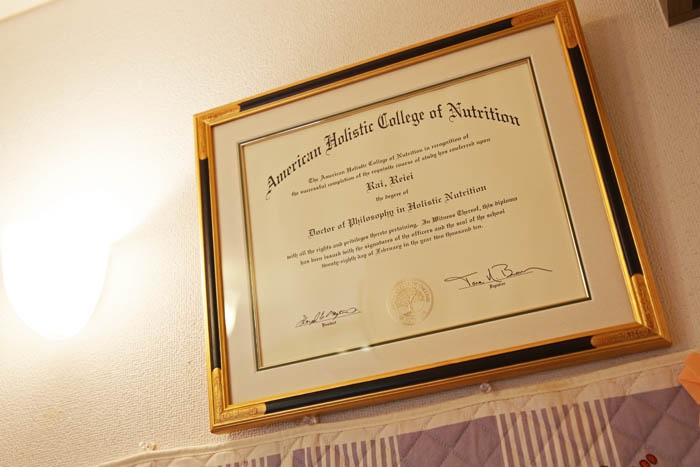 American Holistic College of Nutrition
The American Holistic College of Nutrition in recognition of
the successful completion of the requisite course of study has conferred upon
Rai, Reiei
the degree of
Doctor of Philosophy in Holistic Nutrition
with all the rights and privileges thereto pertaining. In Witness Thereof, this diploma
has been issued with the signatures of the officers and the seal of the school
twenty-eighth day of February in the year two thousand ten.
President
Registrar